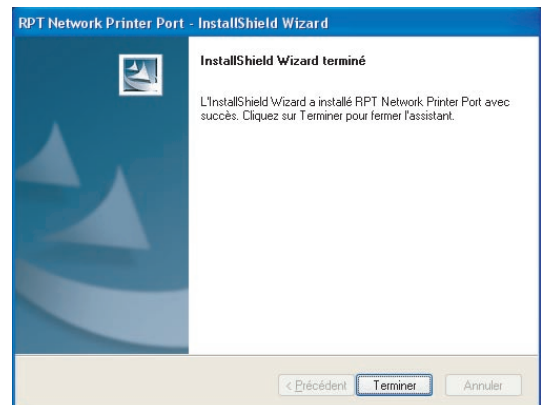 RPT Network Printer Port - InstallShield Wizard
InstallShield Wizard terminé
L'InstallShield Wizard a installé RPT Network Printer Port avec
succès. Cliquez sur Terminer pour fermer l'assistant.
< Précédent Terminer Annuler